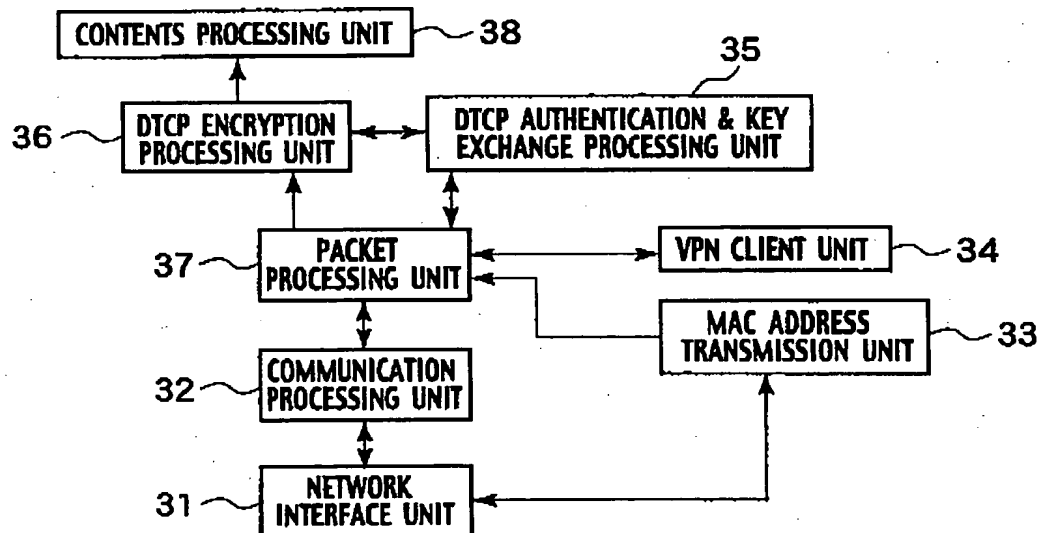 CONTENTS PROCESSING UNIT
38
35
36
DTCP ENCRYPTION
PROCESSING UNIT
DTCP AUTHENTICATION & KEY
EXCHANGE PROCESSING UNIT
37
PACKET
PROCESSING UNIT
VPN CLIENT UNIT
34
MAC ADDRESS
TRANSMISSION UNIT
33
32
COMMUNICATION
PROCESSING UNIT
31
NETWORK
INTERFACE UNIT